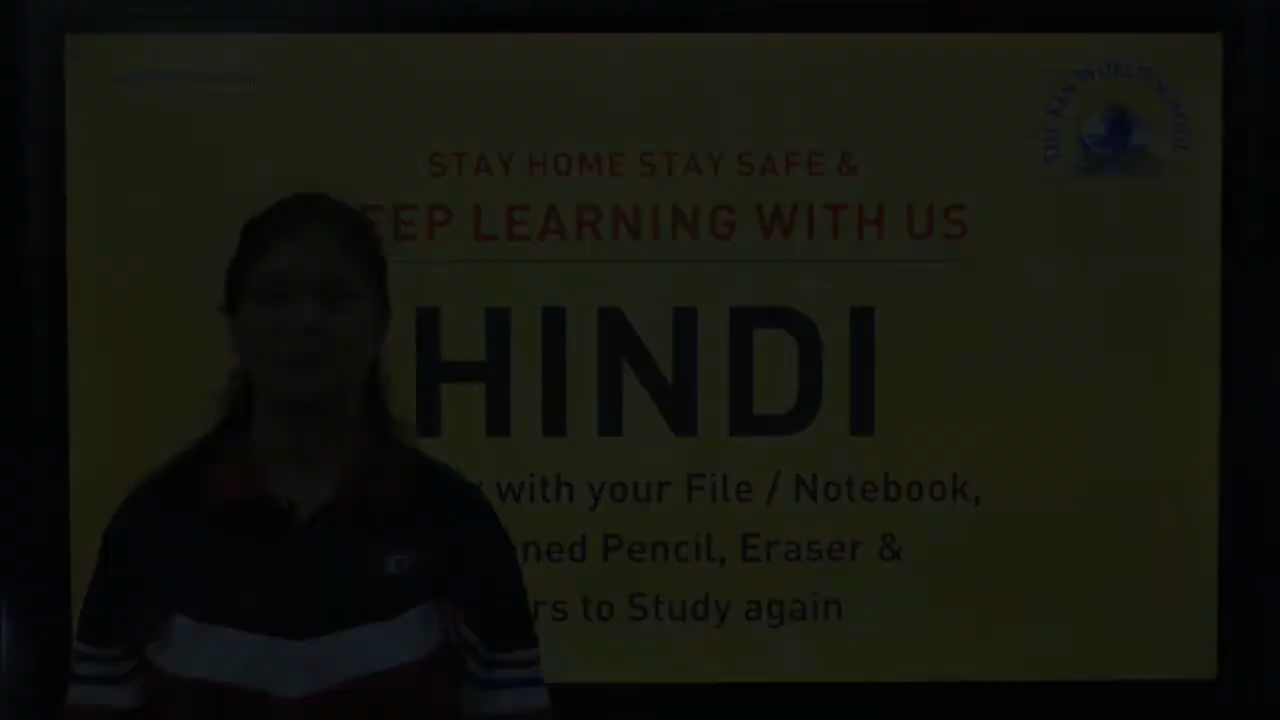 STAY HOME STAY SAFE &
EEP LEARNING WITH US
HINDI
with your File / Notebook,
ned Pencil, Eraser &
rs to Study again